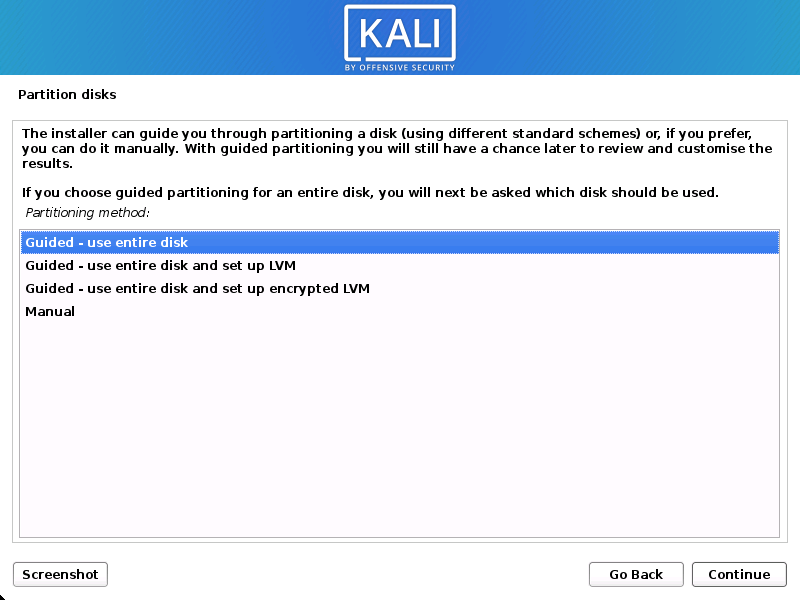 KALI
BY OFFENSIVE SECURITY
Partition disks
The installer can guide you through partitioning a disk (using different standard schemes) or, if you prefer,
you can do it manually. With guided partitioning you will still have a chance later to review and customise the
results.
If you choose guided partitioning for an entire disk, you will next be asked which disk should be used.
Partitioning method:
Guided - use entire disk
Guided - use entire disk and set up LVM
Guided - use entire disk and set up encrypted LVM
Manual
Screenshot
Go Back
Continue